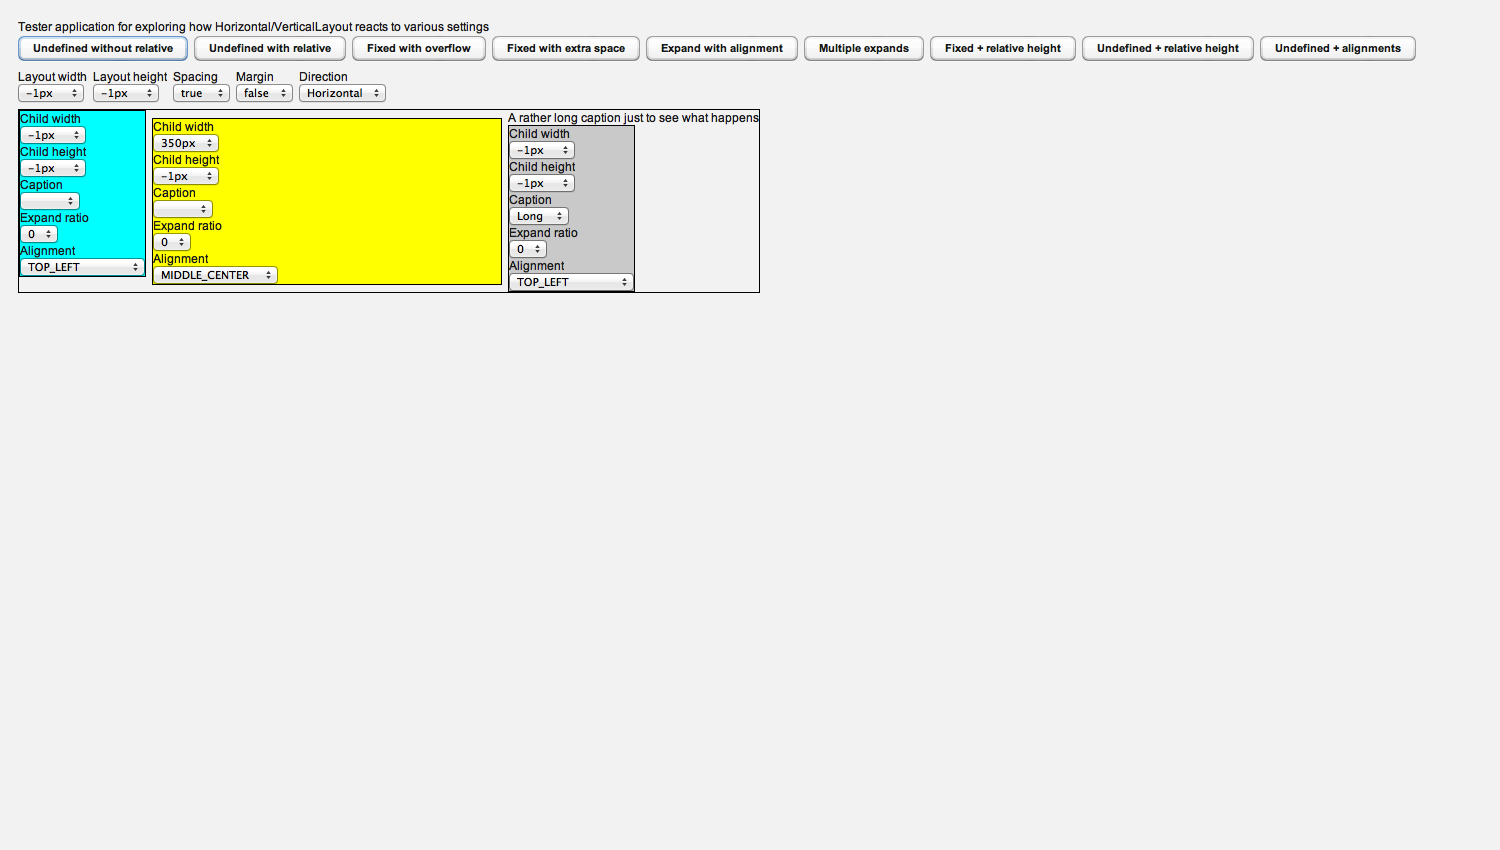 Tester application for exploring how Horizontal/VerticalLayout reacts to various settings
Undefined without relative Undefined with relative Fixed with overflow Fixed with extra space Expand with alignment Multiple expands Fixed + relative height Undefined + relative height Undefined + alignments
Layout width Layout height Spacing Margin Direction
-1px -1px true false Horizontal
Child width
-1px
Child height
-1px
Caption
Expand ratio
0
Alignment
TOP_LEFT
Child width
350px
Child height
-1px
Caption
Expand ratio
0
Alignment
MIDDLE_CENTER
A rather long caption just to see what happens
Child width
-1px
Child height
-1px
Caption
Long
Expand ratio
0
Alignment
TOP_LEFT